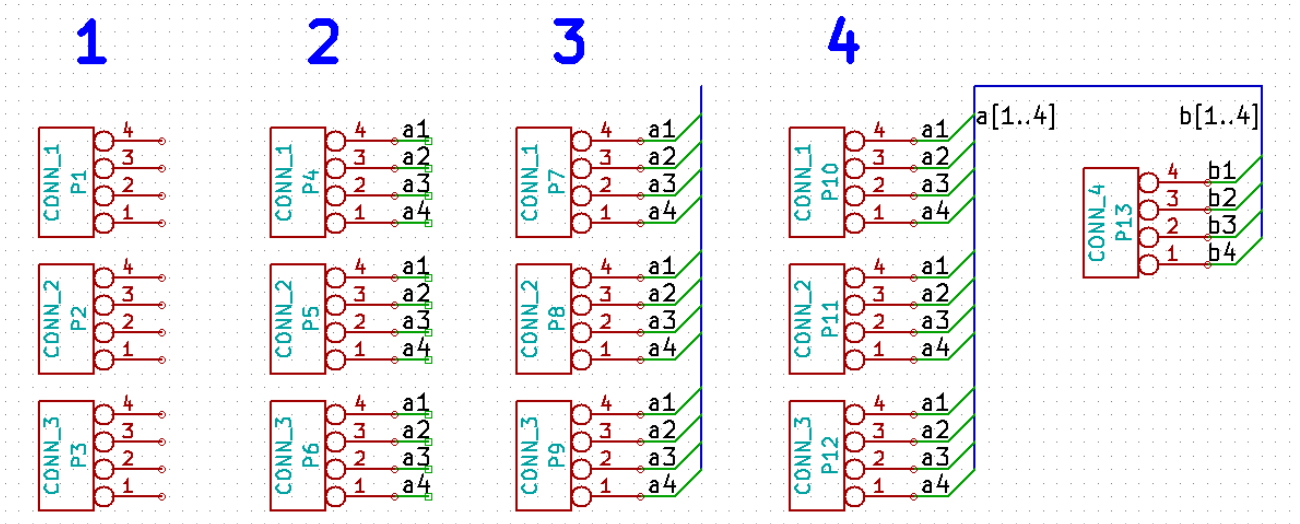 1
CONN_1
P1
4
3
2
1
CONN_2
P2
4
3
2
1
CONN_3
P3
4
3
2
1
2
CONN_1
P4
4 a1
3 a2
2 a3
1 a4
CONN_2
P5
4 a1
3 a2
2 a3
1 a4
CONN_3
P6
4 a1
3 a2
2 a3
1 a4
3
CONN_1
P7
4 a1
3 a2
2 a3
1 a4
CONN_2
P8
4 a1
3 a2
2 a3
1 a4
CONN_3
P9
4 a1
3 a2
2 a3
1 a4
4
CONN_1
P10
4 a1
3 a2
2 a3
1 a4
CONN_2
P11
4 a1
3 a2
2 a3
1 a4
CONN_3
P12
4 a1
3 a2
2 a3
1 a4
a[1..4]
b[1..4]
CONN_4
P13
4 b1
3 b2
2 b3
1 b4